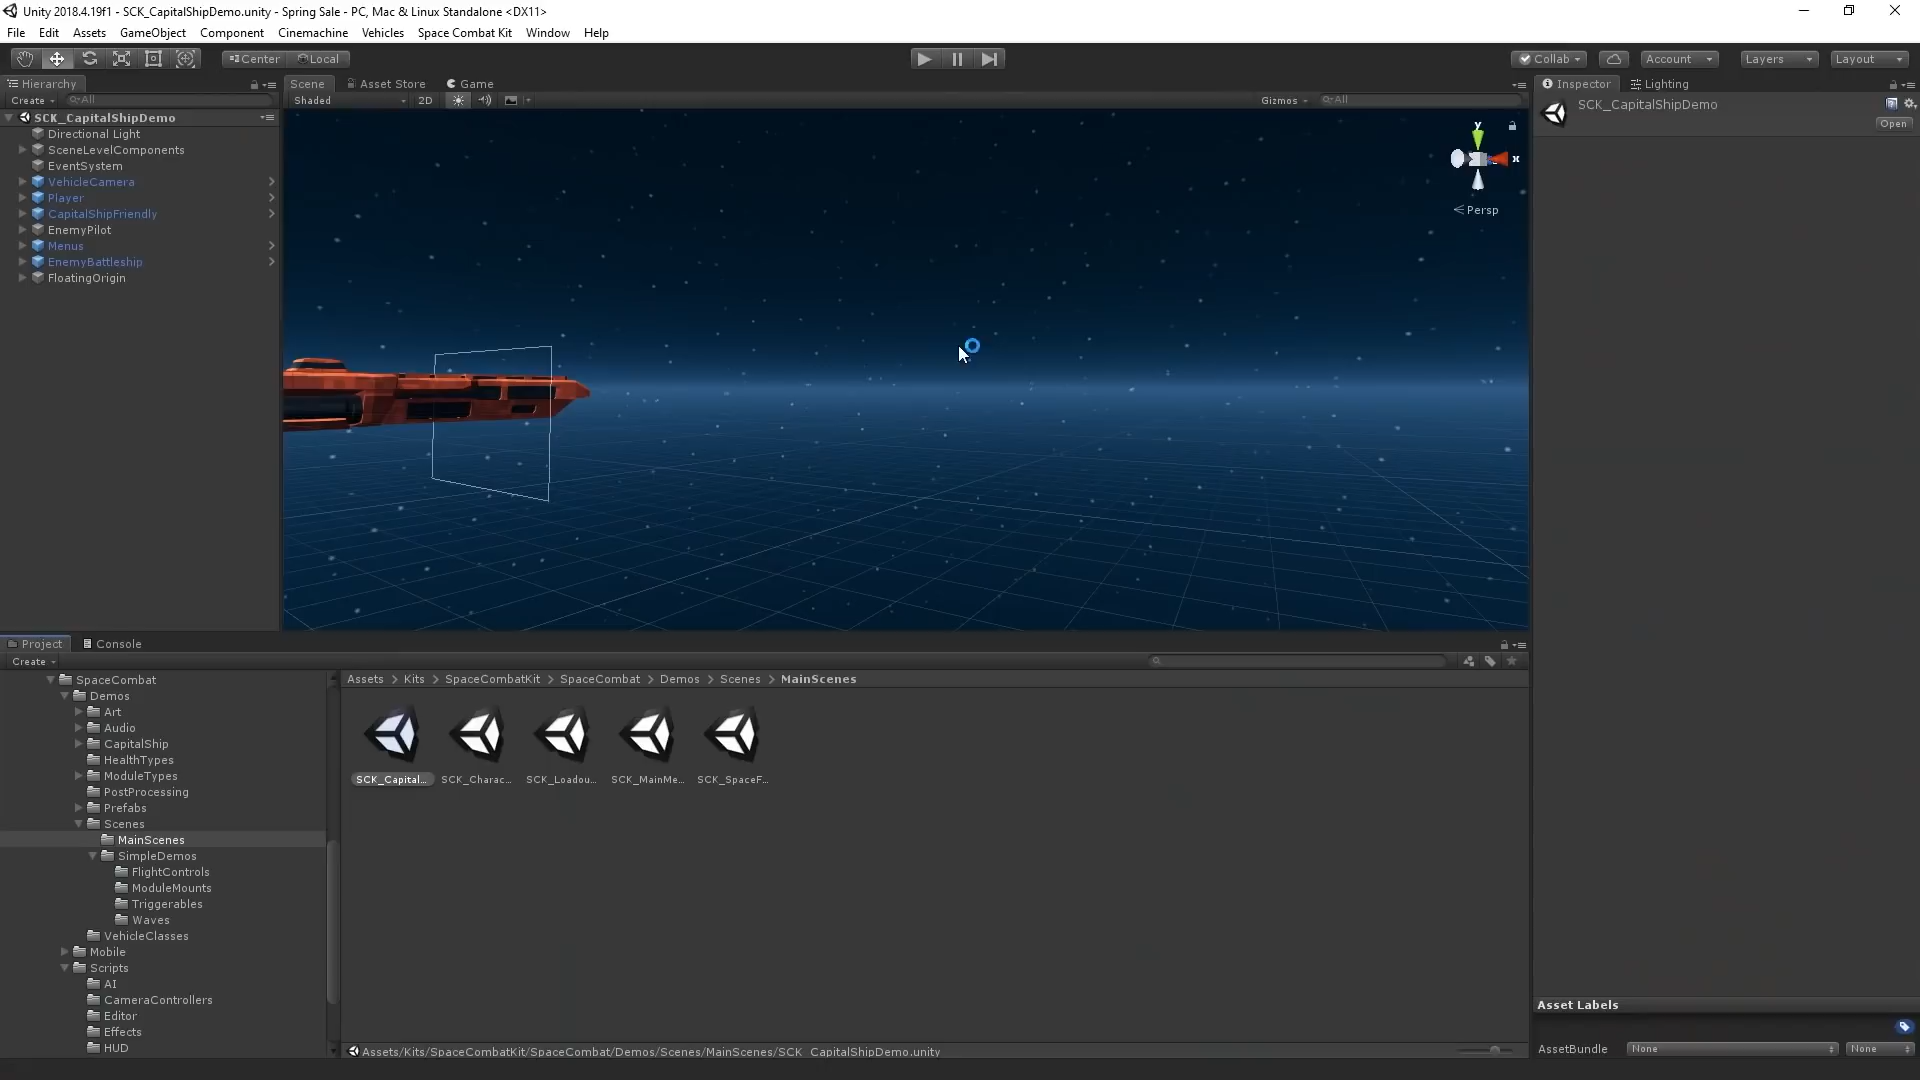 Unity 2018.4.19f1 - SCK_CapitalShipDemo.unity - Spring Sale - PC, Mac & Linux Standalone <DX11>
File Edit Assets GameObject Component Cinemachine Vehicles Space Combat Kit Window Help
Center Local Collab Account Layers Layout
Hierarchy Scene Asset Store Game Inspector Lighting
Create All Shaded 2D Gizmos All
SCK_CapitalShipDemo
Open
SCK_CapitalShipDemo
Directional Light
SceneLevelComponents
EventSystem
VehicleCamera
Player
CapitalShipFriendly
EnemyPilot
Menus
EnemyBattleship
FloatingOrigin
y
x
Persp
Project Console
Create
Assets > Kits > SpaceCombatKit > SpaceCombat > Demos > Scenes > MainScenes
SpaceCombat
Demos
Art
Audio
CapitalShip
HealthTypes
ModuleTypes
PostProcessing
Prefabs
Scenes
MainScenes
SimpleDemos
FlightControls
ModuleMounts
Triggerables
Waves
VehicleClasses
Mobile
Scripts
AI
CameraControllers
Editor
Effects
HUD
SCK_Capital... SCK_Charac... SCK_Loadou... SCK_MainMe... SCK_SpaceF...
Assets/Kits/SpaceCombatKit/SpaceCombat/Demos/Scenes/MainScenes/SCK_CapitalShipDemo.unity
Asset Labels
AssetBundle None None